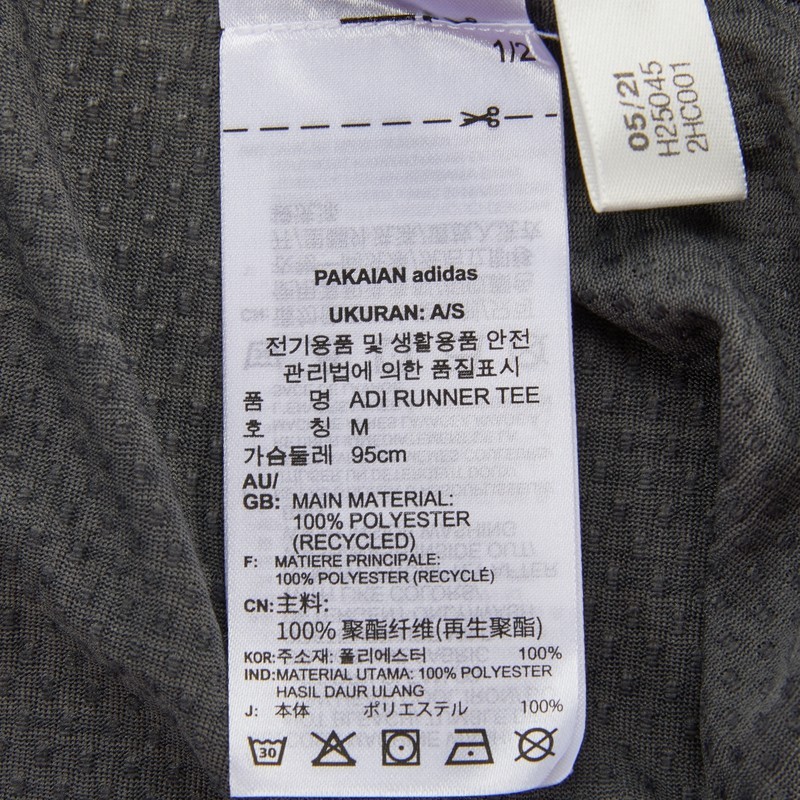 1/2
05/21
H25045
2HC001
PAKAIAN adidas
UKURAN: A/S
전기용품 및 생활용품 안전
관리법에 의한 품질표시
품 명 ADI RUNNER TEE
호 칭 M
가슴둘레 95cm
AU/
GB: MAIN MATERIAL:
100% POLYESTER
(RECYCLED)
F: MATIERE PRINCIPALE:
100% POLYESTER (RECYCLÉ)
CN: 主料:
100% 聚酯纤维(再生聚酯)
KOR: 주소재: 폴리에스터 100%
IND: MATERIAL UTAMA: 100% POLYESTER
HASIL DAUR ULANG
J: 本体 ポリエステル 100%
30